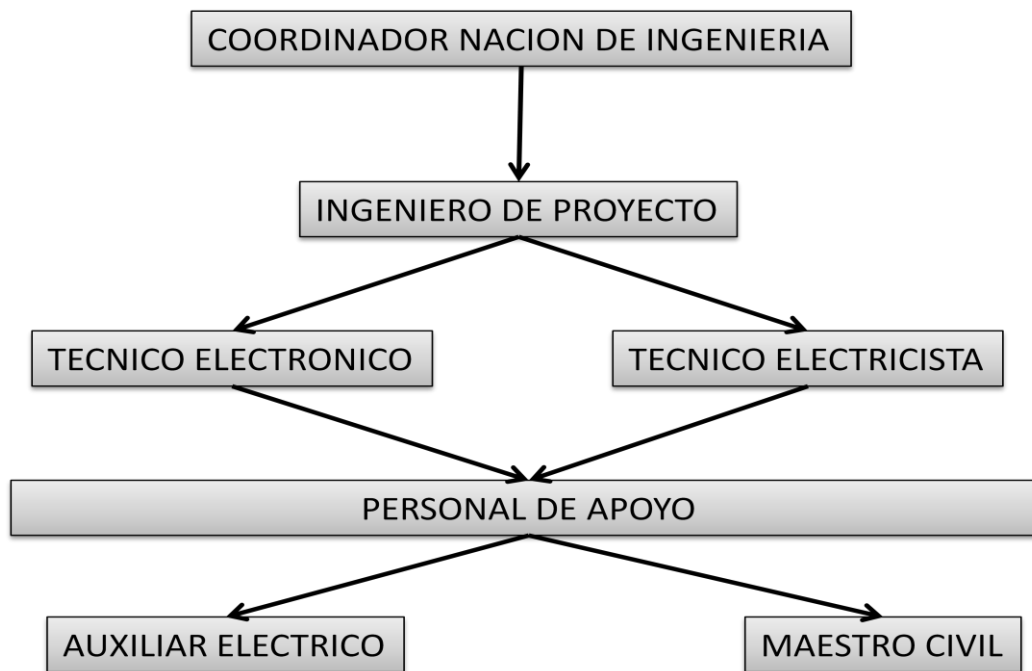 COORDINADOR NACION DE INGENIERIA
INGENIERO DE PROYECTO
TECNICO ELECTRONICO
TECNICO ELECTRICISTA
PERSONAL DE APOYO
AUXILIAR ELECTRICO
MAESTRO CIVIL